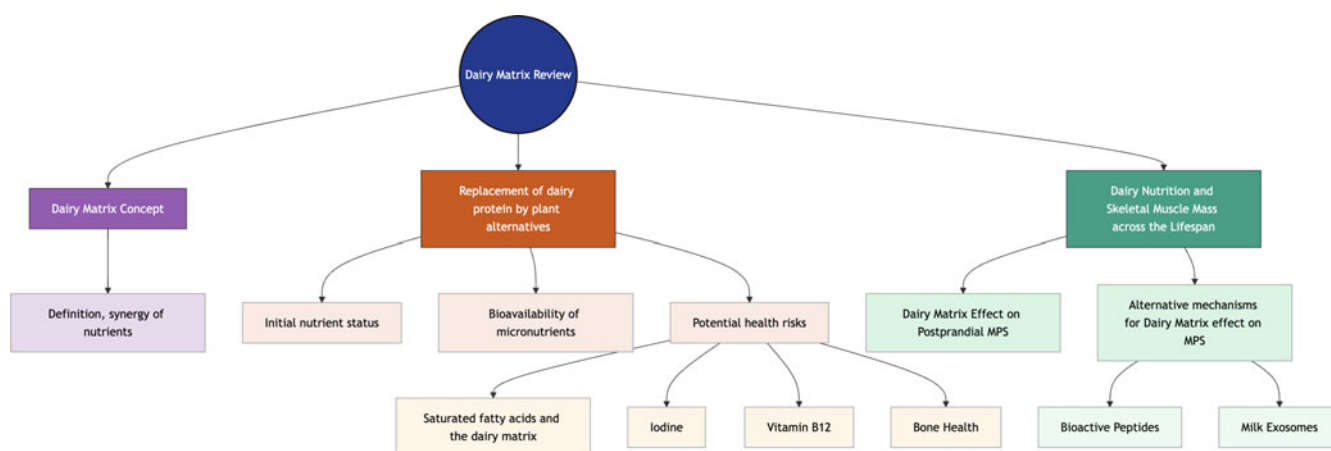 Dairy Matrix Review
Dairy Matrix Concept
Replacement of dairy
protein by plant
alternatives
Dairy Nutrition and
Skeletal Muscle Mass
across the Lifespan
Definition, synergy of
nutrients
Initial nutrient status
Bioavailability of
micronutrients
Potential health risks
Dairy Matrix Effect on
Postprandial MPS
Alternative mechanisms
for Dairy Matrix effect on
MPS
Saturated fatty acids and
the dairy matrix
Iodine
Vitamin B12
Bone Health
Bioactive Peptides
Milk Exosomes